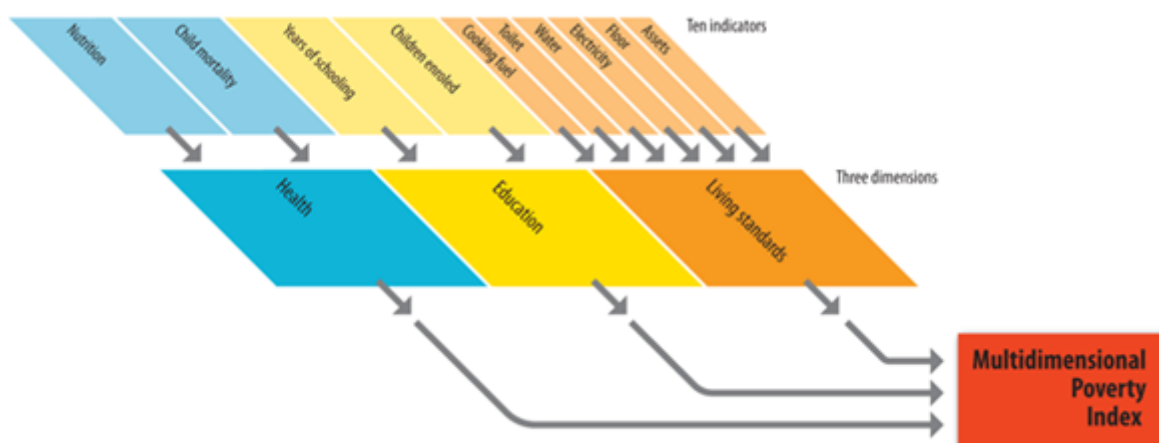 Nutrition
Child mortality
Years of schooling
Children enroled
Cooking fuel
Toilet
Water
Electricity
Floor
Assets
Ten indicators
Health
Education
Living standards
Three dimensions
Multidimensional
Poverty
Index